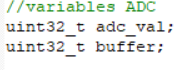 //variables ADC
uint32_t adc_val;
uint32_t buffer;